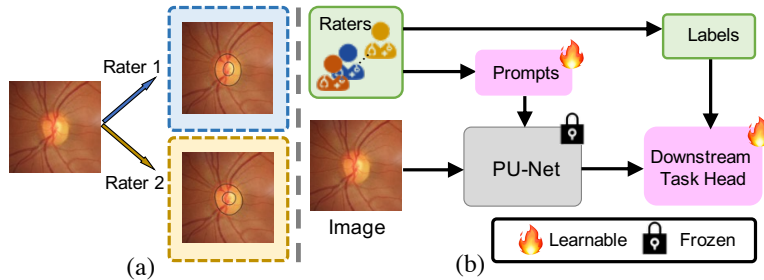 Rater 1
Rater 2
(a)
Raters
Prompts
Labels
PU-Net
Downstream
Task Head
Image
Learnable
Frozen
(b)